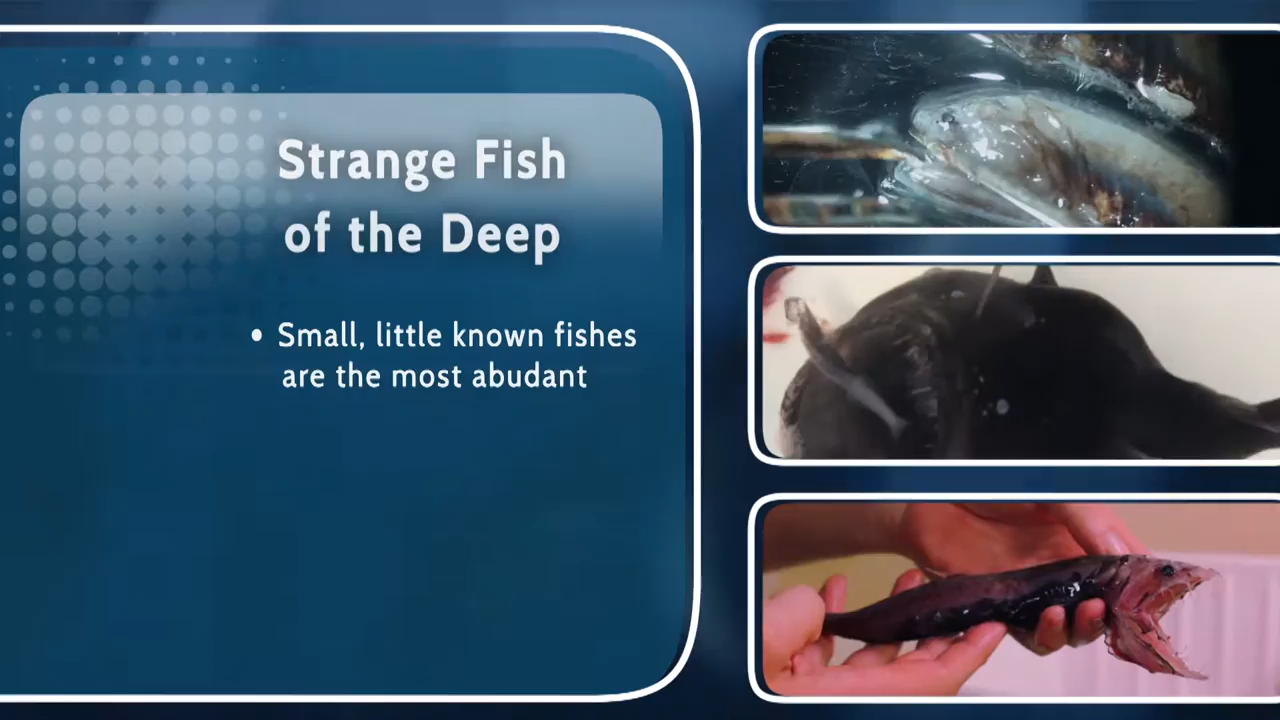 Strange Fish
of the Deep
• Small, little known fishes
are the most abudant